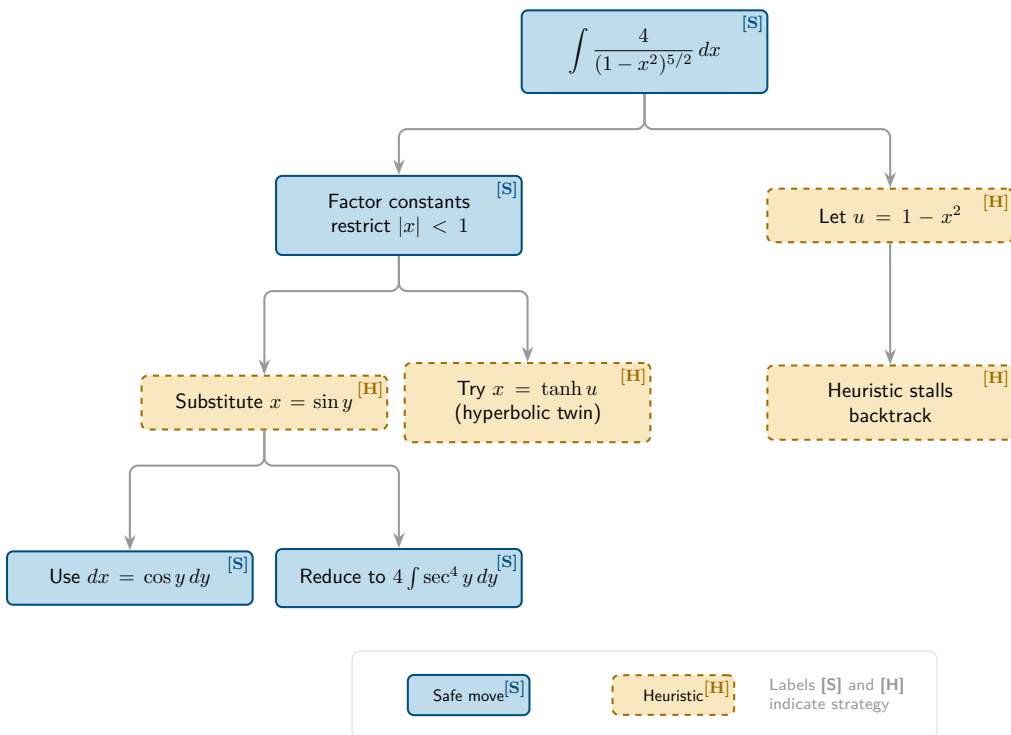 ∫ 4/(1 − x²)^{5/2} dx [S]
Factor constants [S]
restrict |x| < 1
Let u = 1 − x² [H]
Substitute x = sin y [H]
Try x = tanh u [H]
(hyperbolic twin)
Heuristic stalls [H]
backtrack
Use dx = cos y dy [S]
Reduce to 4 ∫ sec⁴ y dy [S]
Safe move [S]
Heuristic [H]
Labels [S] and [H]
indicate strategy